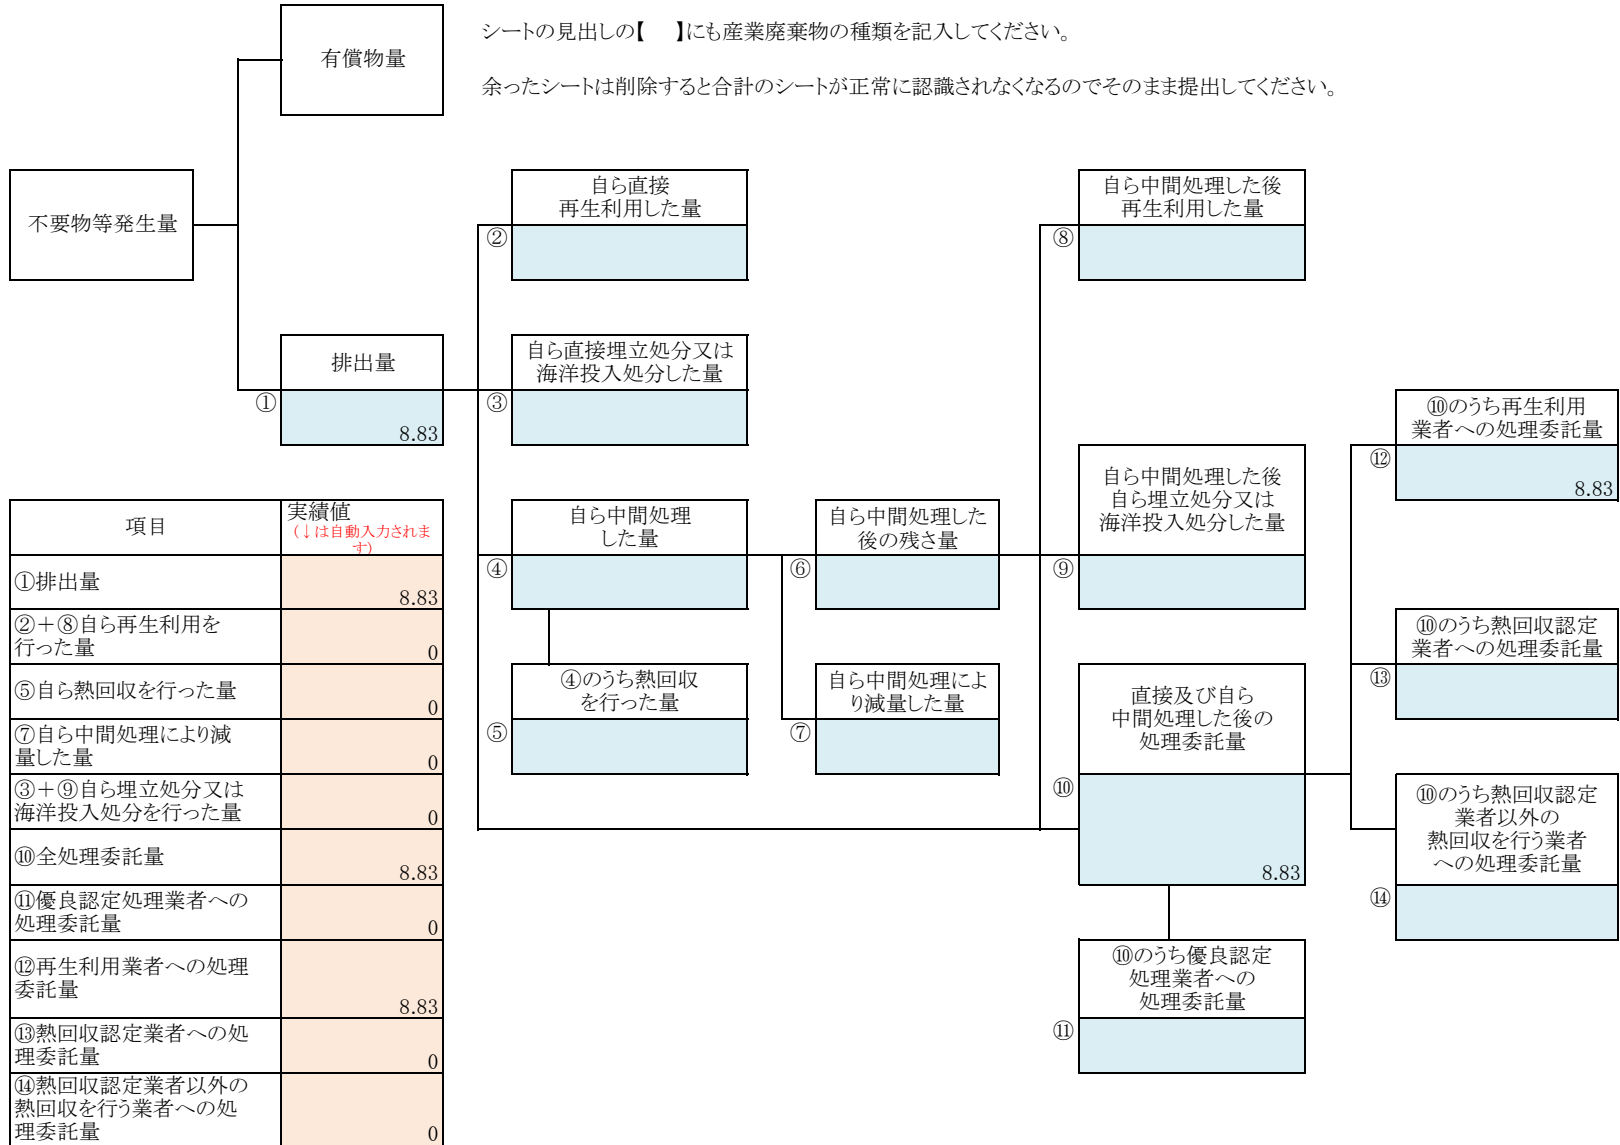 有償物量
シートの見出しの【　】にも産業廃棄物の種類を記入してください。
余ったシートは削除すると合計のシートが正常に認識されなくなるのでそのまま提出してください。
不要物等発生量
自ら直接
再生利用した量
②
自ら中間処理した後
再生利用した量
⑧
排出量
①
8.83
自ら直接埋立処分又は
海洋投入処分した量
③
⑩のうち再生利用
業者への処理委託量
⑫
8.83
自ら中間処理した後
自ら埋立処分又は
海洋投入処分した量
⑨
自ら中間処理
した量
④
自ら中間処理した
後の残さ量
⑥
④のうち熱回収
を行った量
⑤
自ら中間処理によ
り減量した量
⑦
直接及び自ら
中間処理した後の
処理委託量
⑩
8.83
⑩のうち熱回収認定
業者への処理委託量
⑬
⑩のうち熱回収認定
業者以外の
熱回収を行う業者
への処理委託量
⑭
⑩のうち優良認定
処理業者への
処理委託量
⑪
項目
実績値
(↓は自動入力されま
す)
①排出量
8.83
②＋⑧自ら再生利用を
行った量
0
⑤自ら熱回収を行った量
0
⑦自ら中間処理により減
量した量
0
③＋⑨自ら埋立処分又は
海洋投入処分を行った量
0
⑩全処理委託量
8.83
⑪優良認定処理業者への
処理委託量
0
⑫再生利用業者への処理
委託量
8.83
⑬熱回収認定業者への処
理委託量
0
⑭熱回収認定業者以外の
熱回収を行う業者への処
理委託量
0